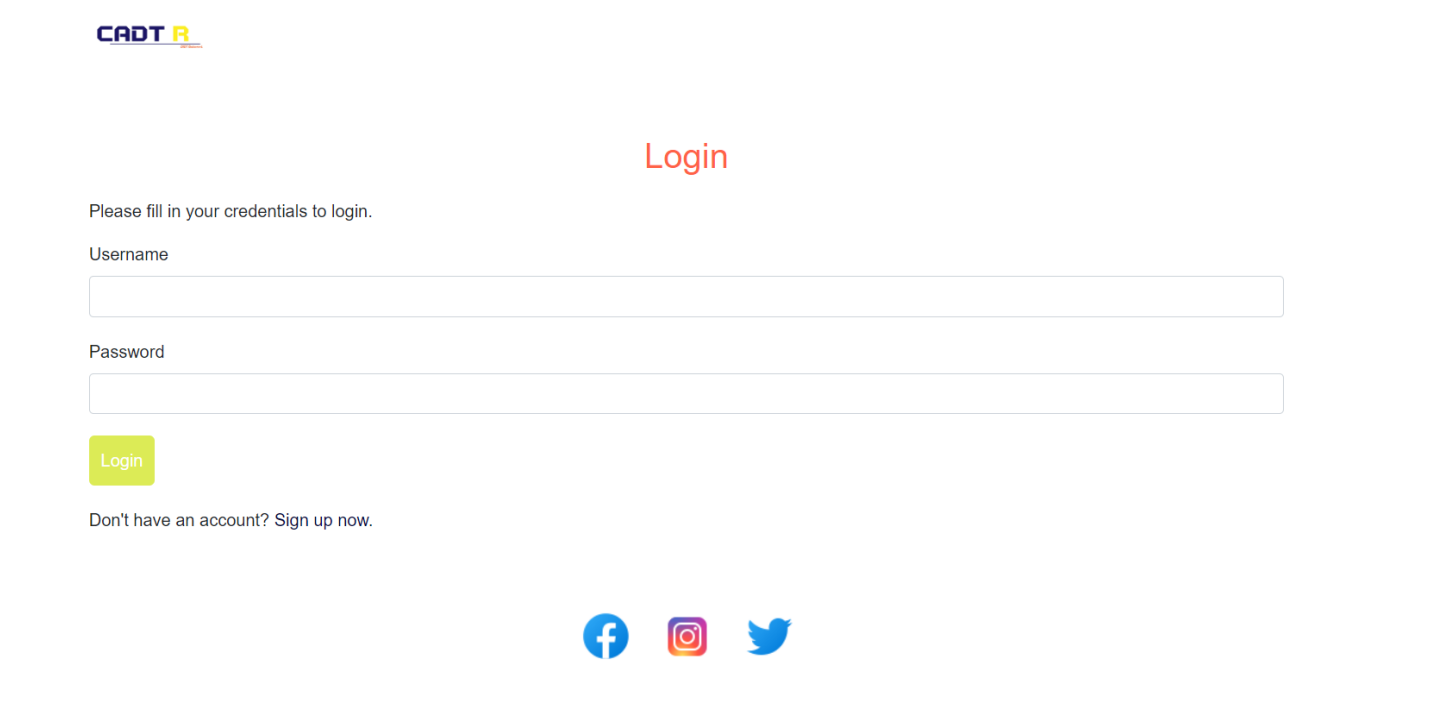 CADT R
Login
Please fill in your credentials to login.
Username
Password
Login
Don't have an account? Sign up now.